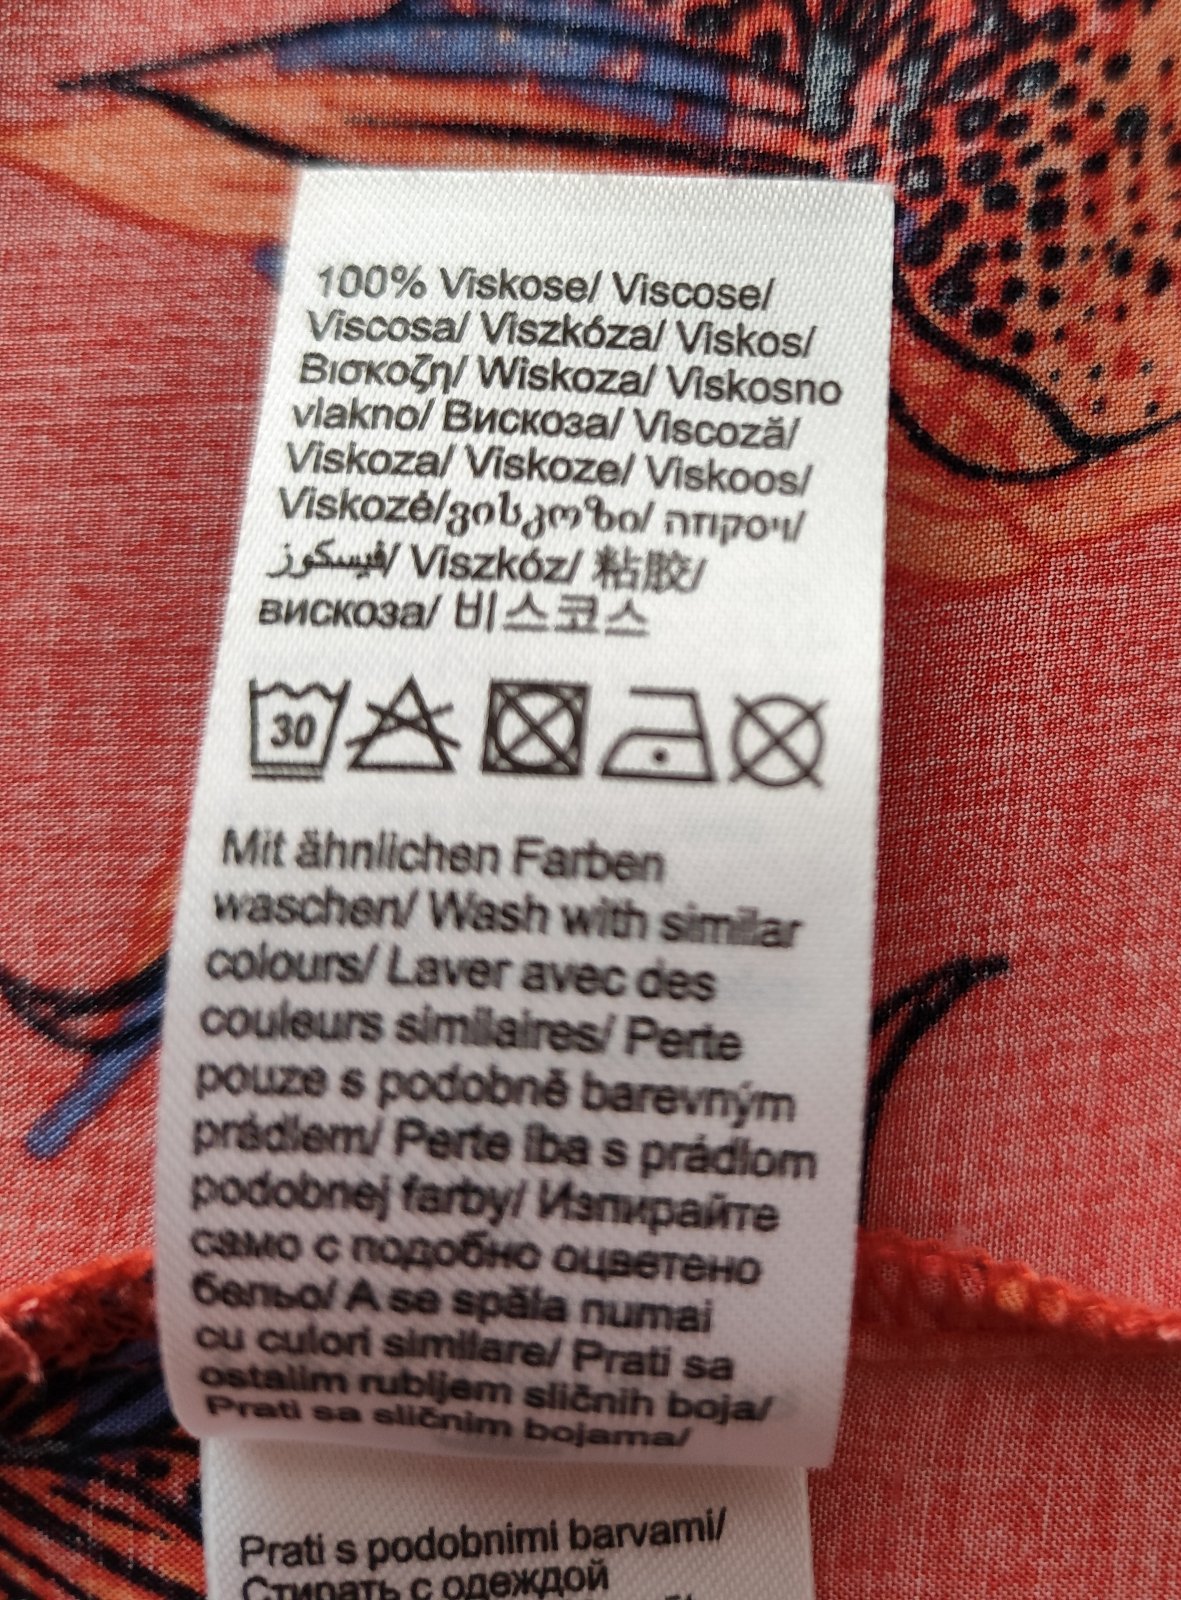 100% Viskose/ Viscose/
Viscosa/ Viszkóza/ Viskos/
Βισκοζη/ Wiskoza/ Viskosno
vlakno/ Вискоза/ Viscoză/
Viskoza/ Viskoze/ Viskoos/
Viskozė/ვისკოზი/ ויסקוזה/
فيسكوز/ Viszkóz/ 粘胶/
вискоза/ 비스코스
30
Mit ähnlichen Farben
waschen/ Wash with similar
colours/ Laver avec des
couleurs similaires/ Perte
pouze s podobně barevným
prádlem/ Perte iba s prádlom
podobnej farby/ Изпирайте
само с подобно оцветено
бельо/ A se spăla numai
cu culori similare/ Prati sa
ostalim rubljem sličnih boja/
Prati sa sličnim bojama/
Prati s podobnimi barvami/
Стирать с одеждой